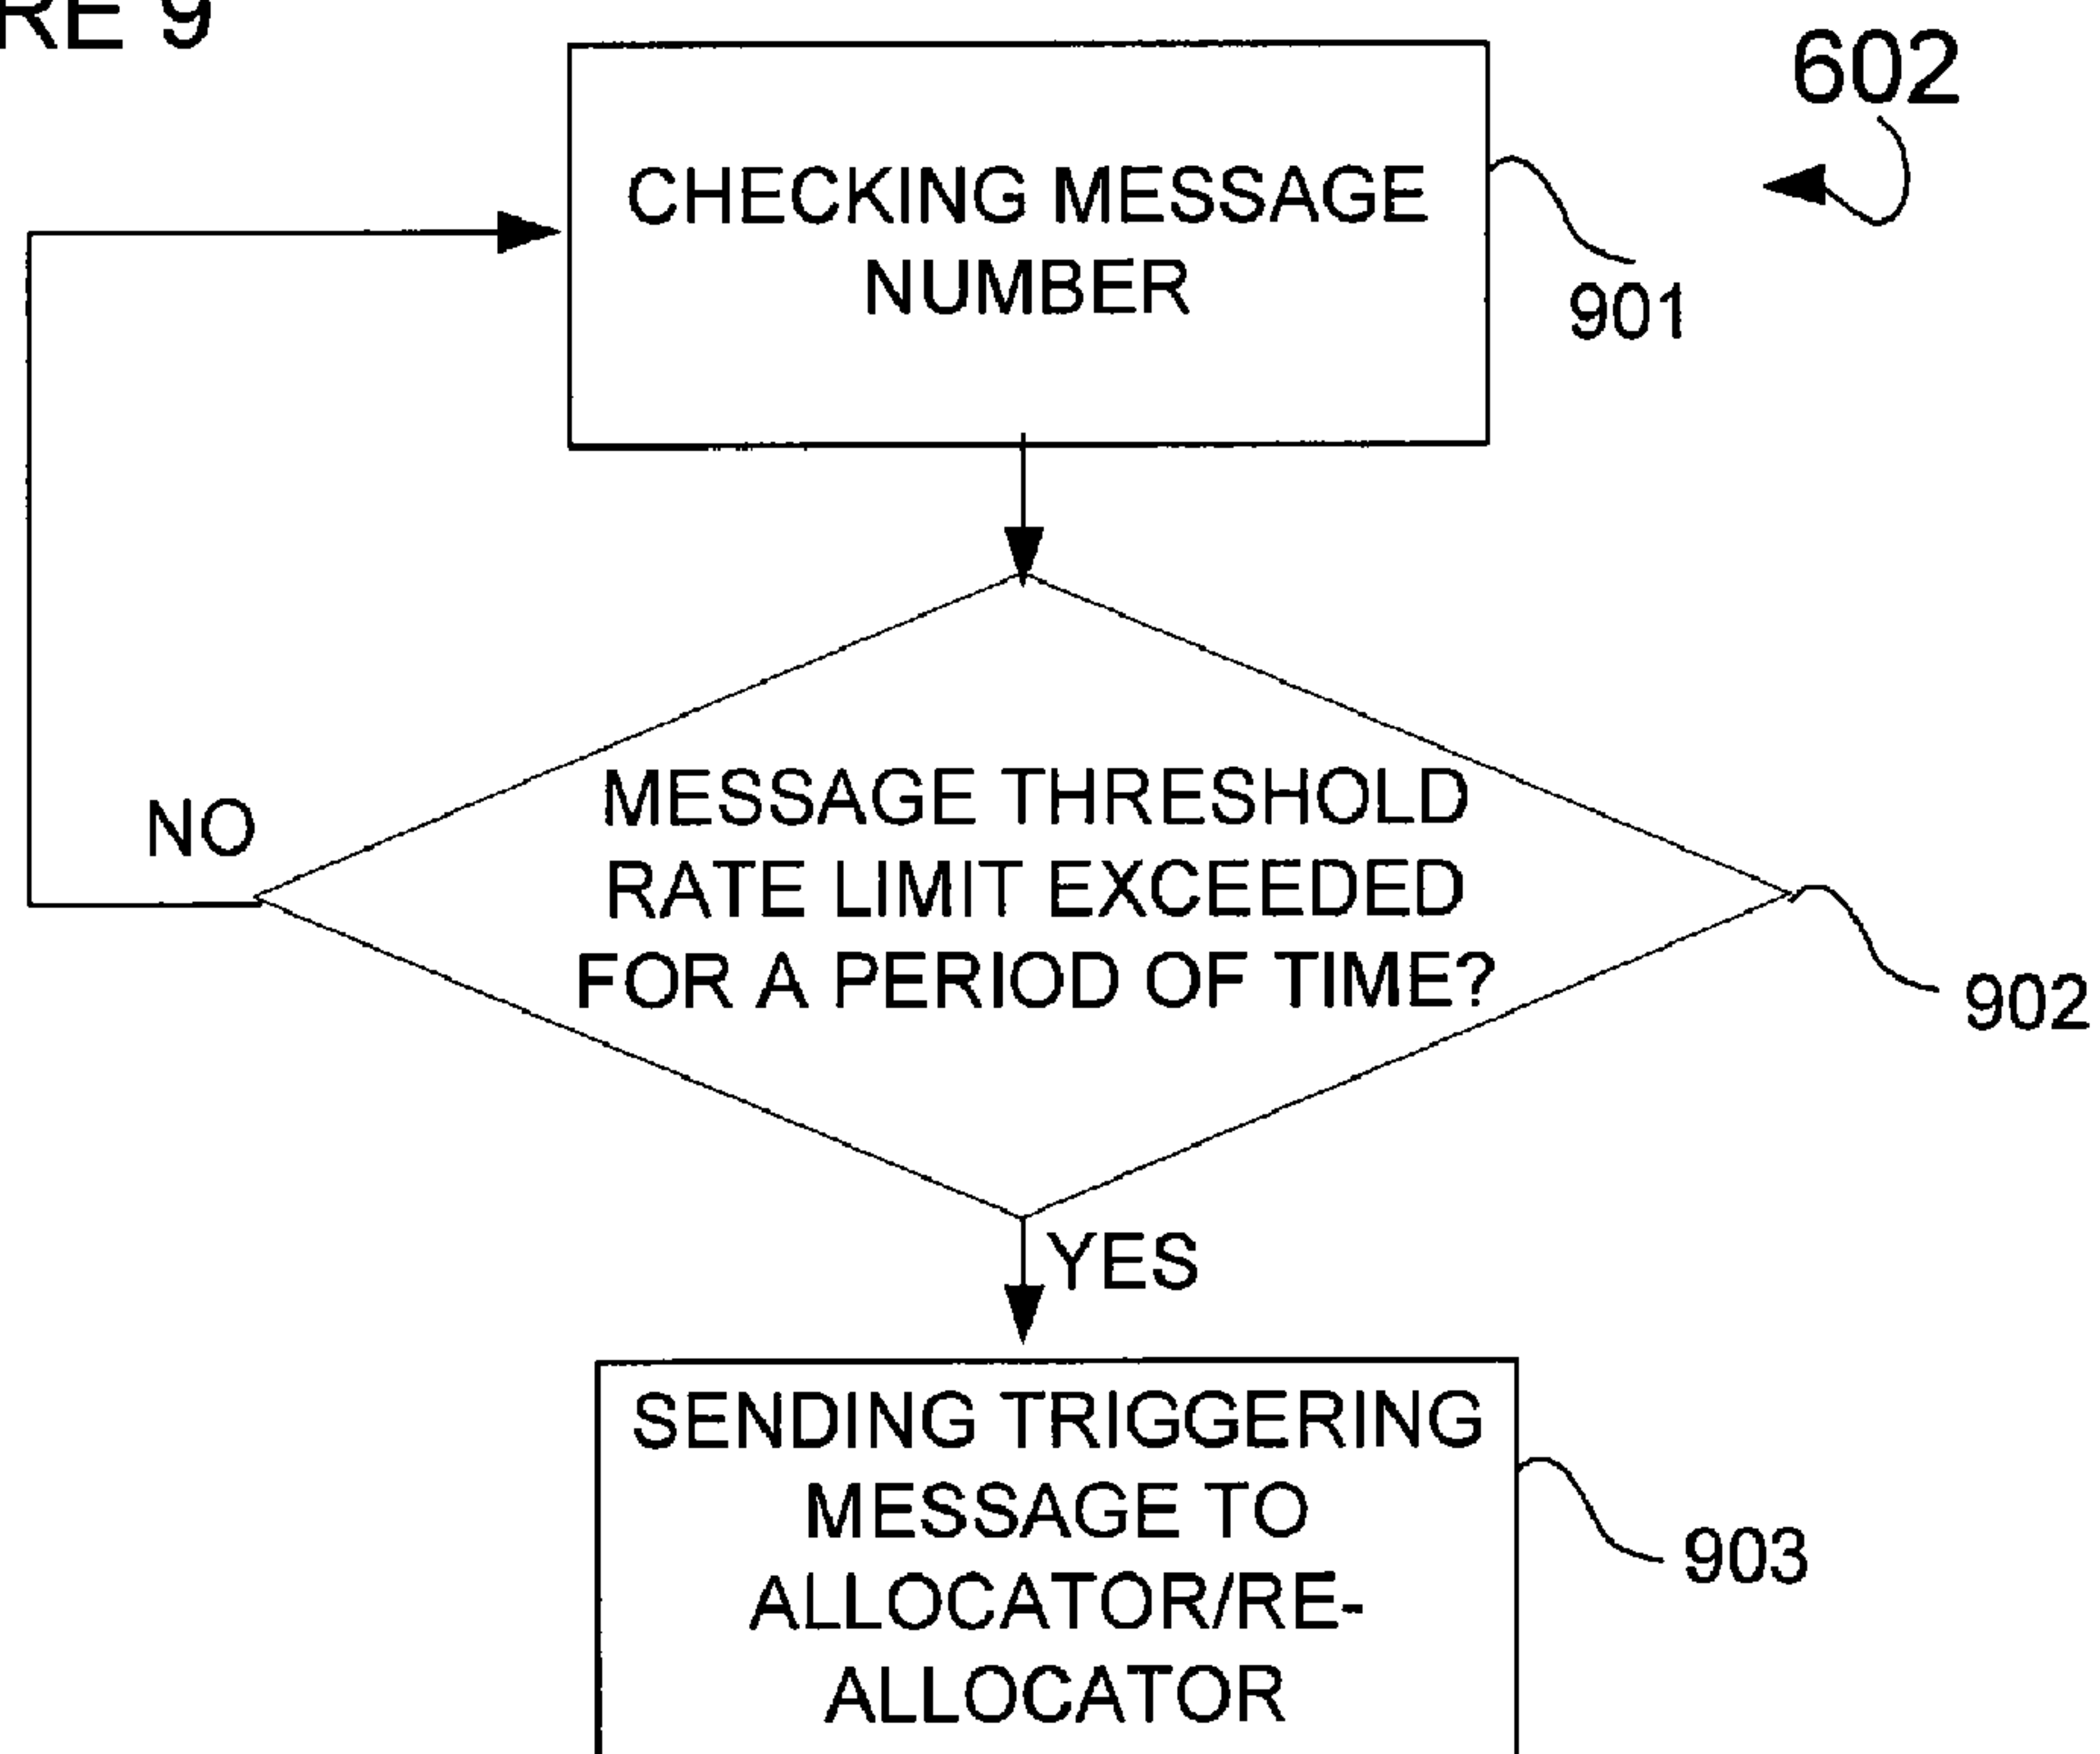 RE 9
602
CHECKING MESSAGE
NUMBER
901
MESSAGE THRESHOLD
RATE LIMIT EXCEEDED
FOR A PERIOD OF TIME?
NO
902
YES
SENDING TRIGGERING
MESSAGE TO
ALLOCATOR/RE-
ALLOCATOR
903